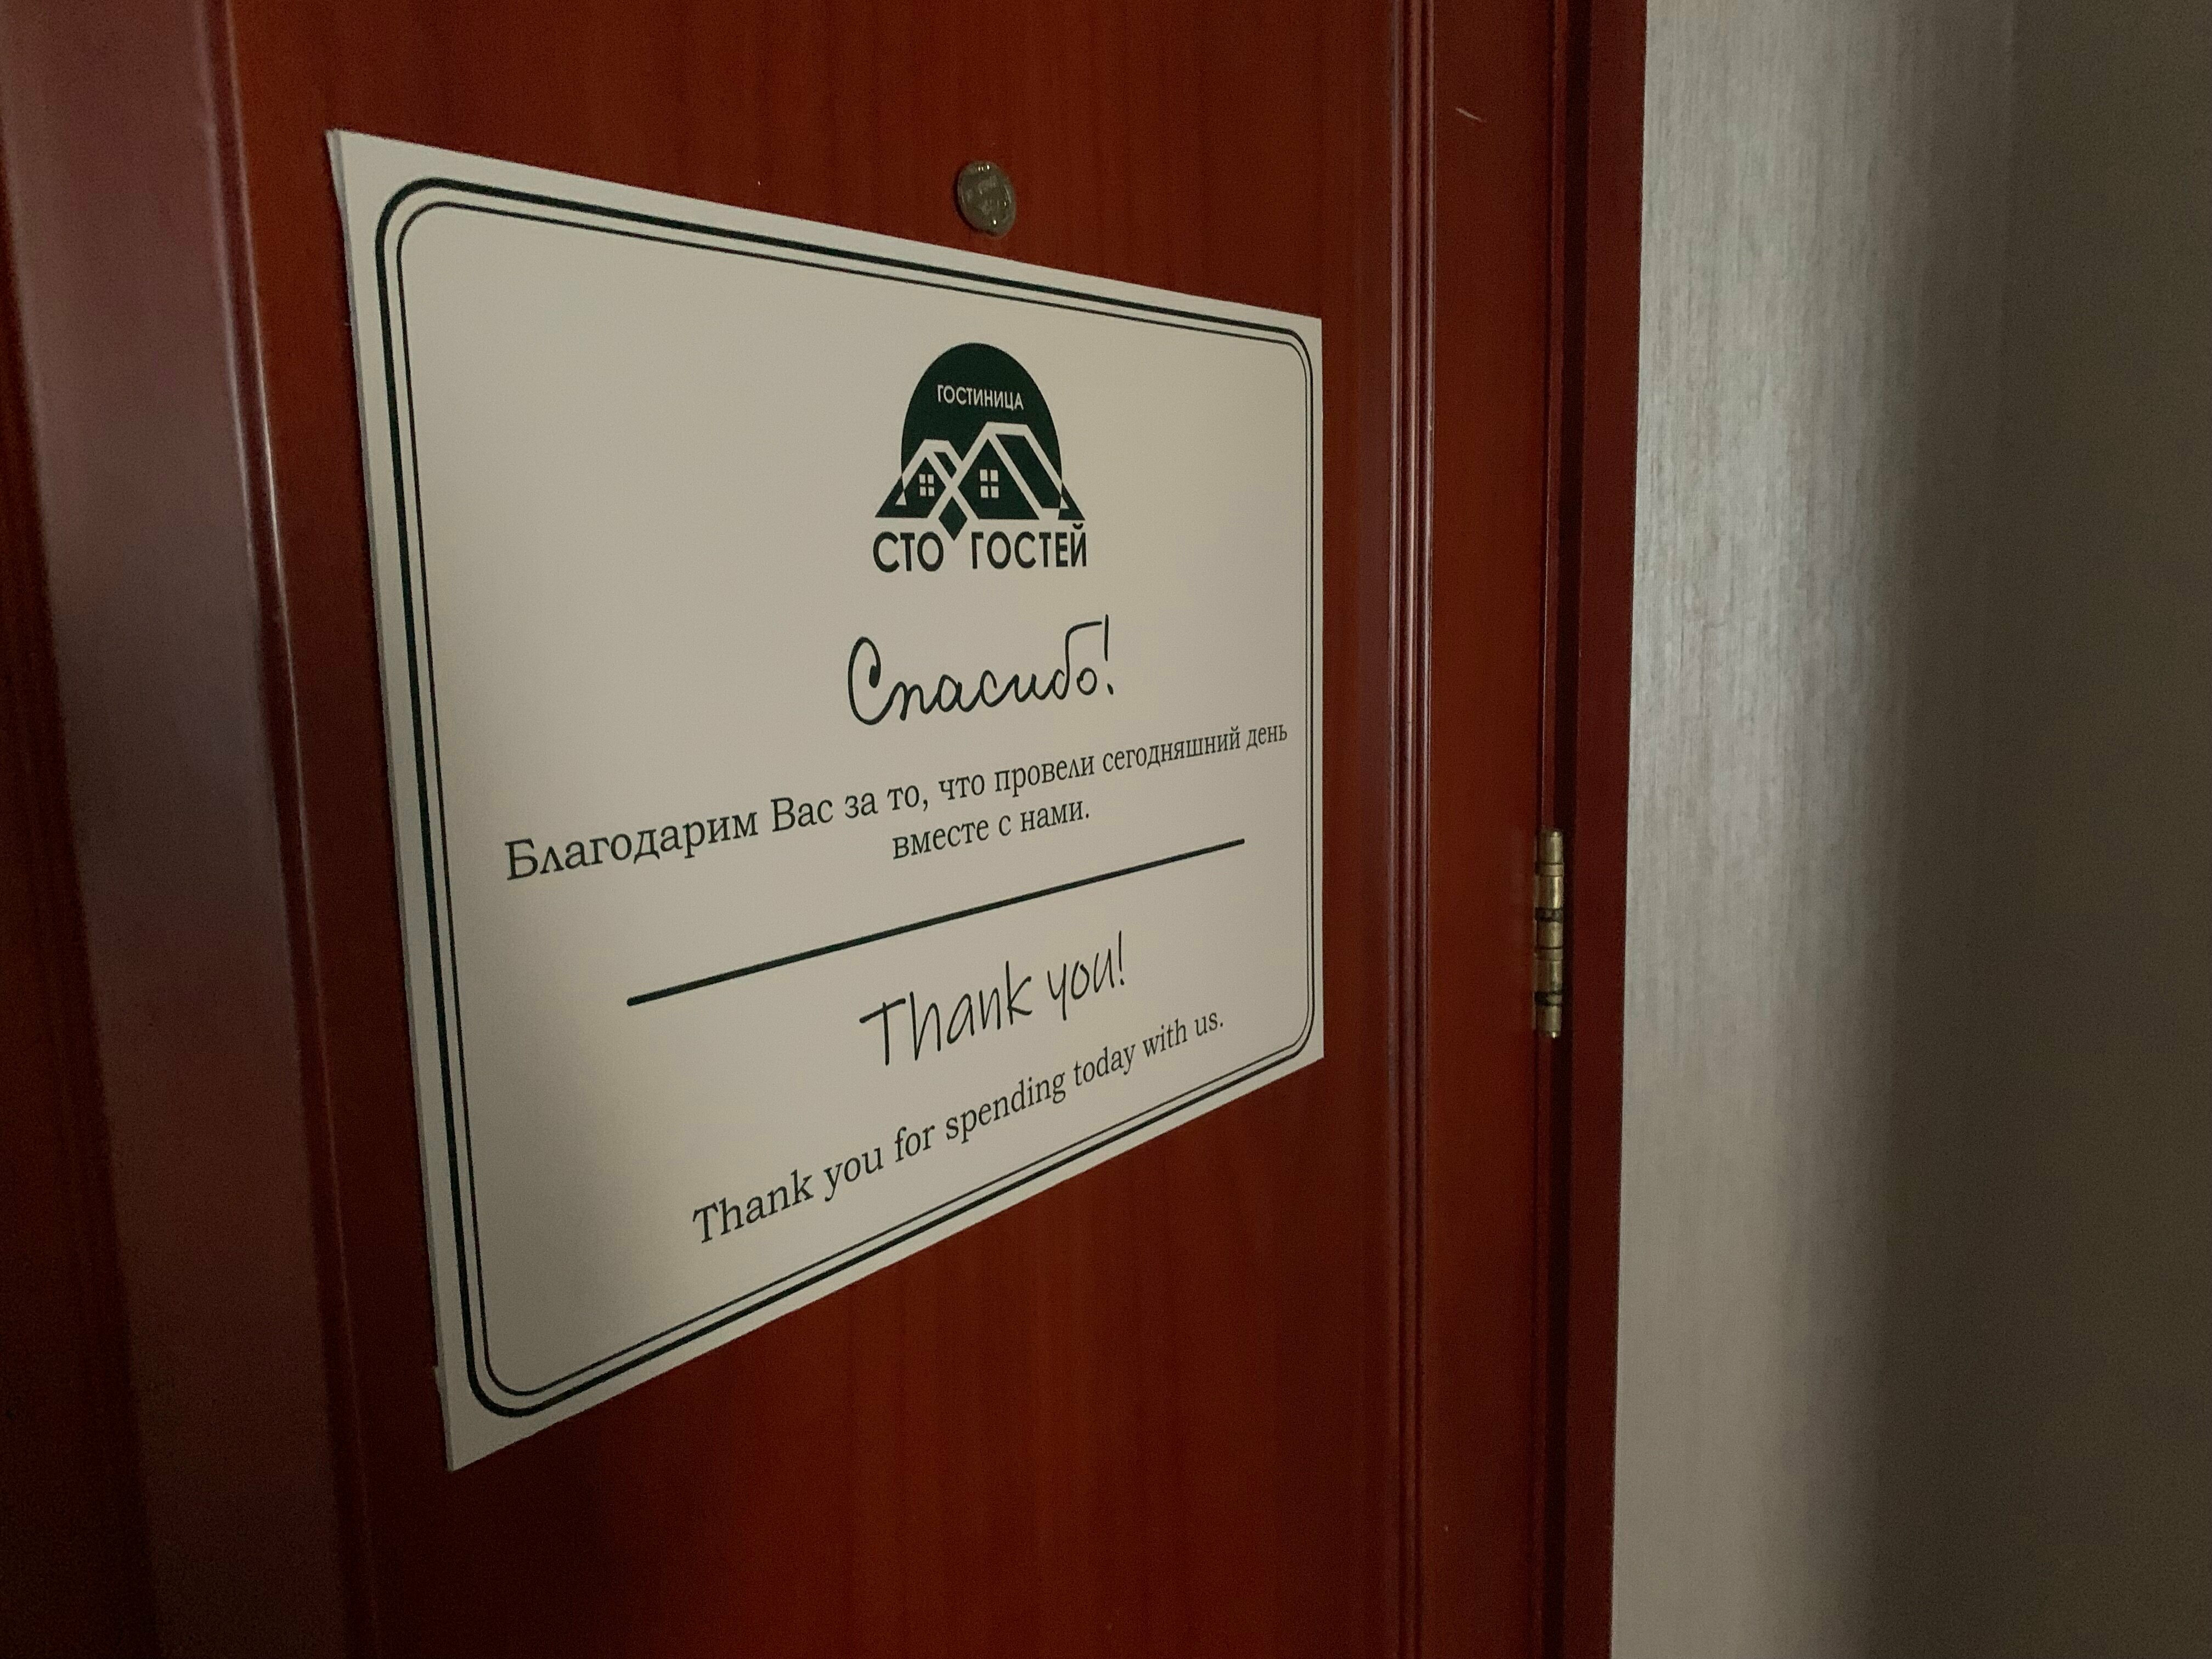 ГОСТИНИЦА
СТО ГОСТЕЙ
Спасибо!
Благодарим Вас за то, что провели сегодняшний день
вместе с нами.
Thank you!
Thank you for spending today with us.